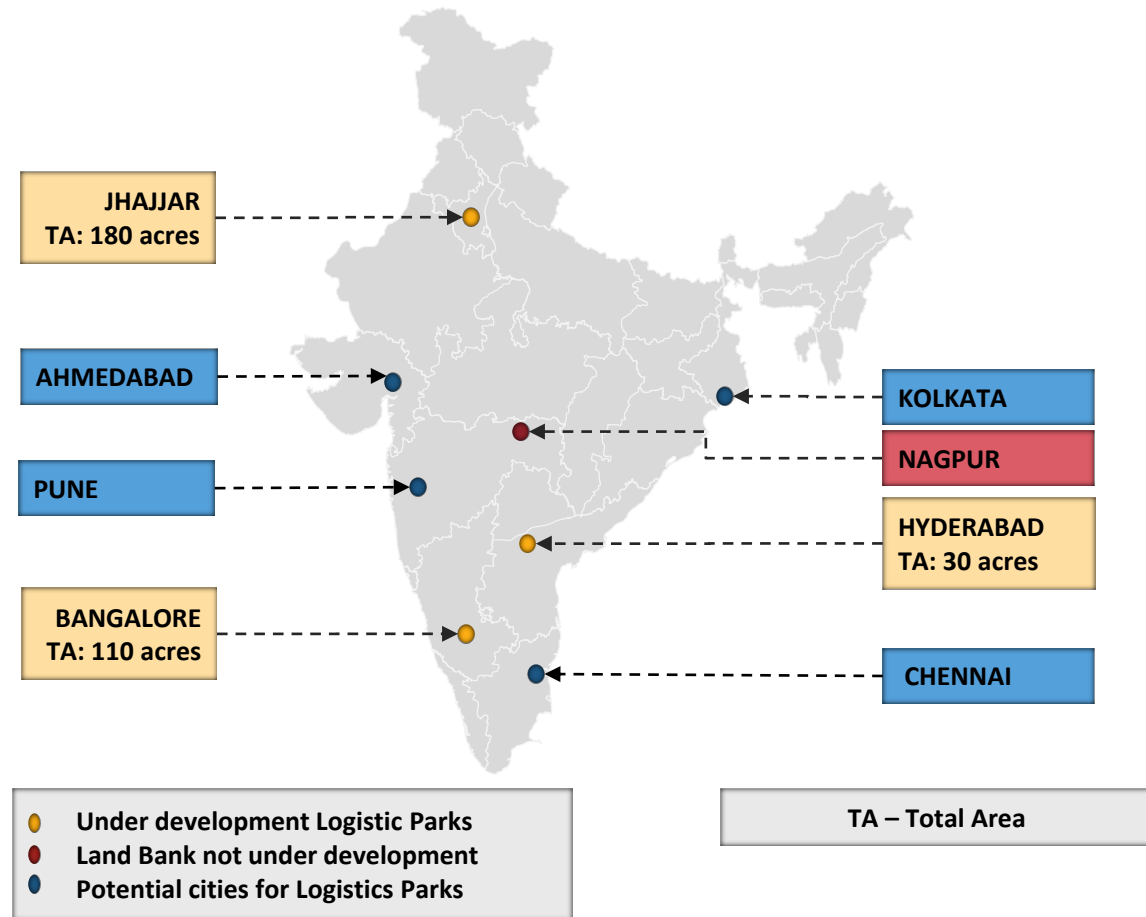 JHAJJAR
TA: 180 acres
AHMEDABAD
PUNE
BANGALORE
TA: 110 acres
KOLKATA
NAGPUR
HYDERABAD
TA: 30 acres
CHENNAI
Under development Logistic Parks
Land Bank not under development
Potential cities for Logistics Parks
TA – Total Area